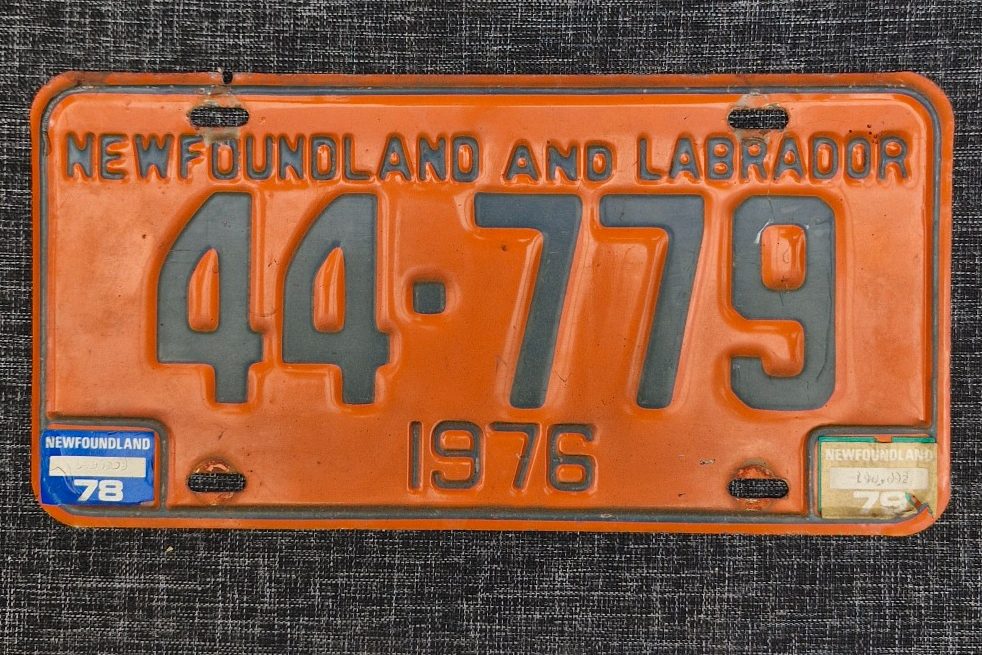 NEWFOUNDLAND AND LABRADOR
44·779
1976
NEWFOUNDLAND
78
NEWFOUNDLAND
79